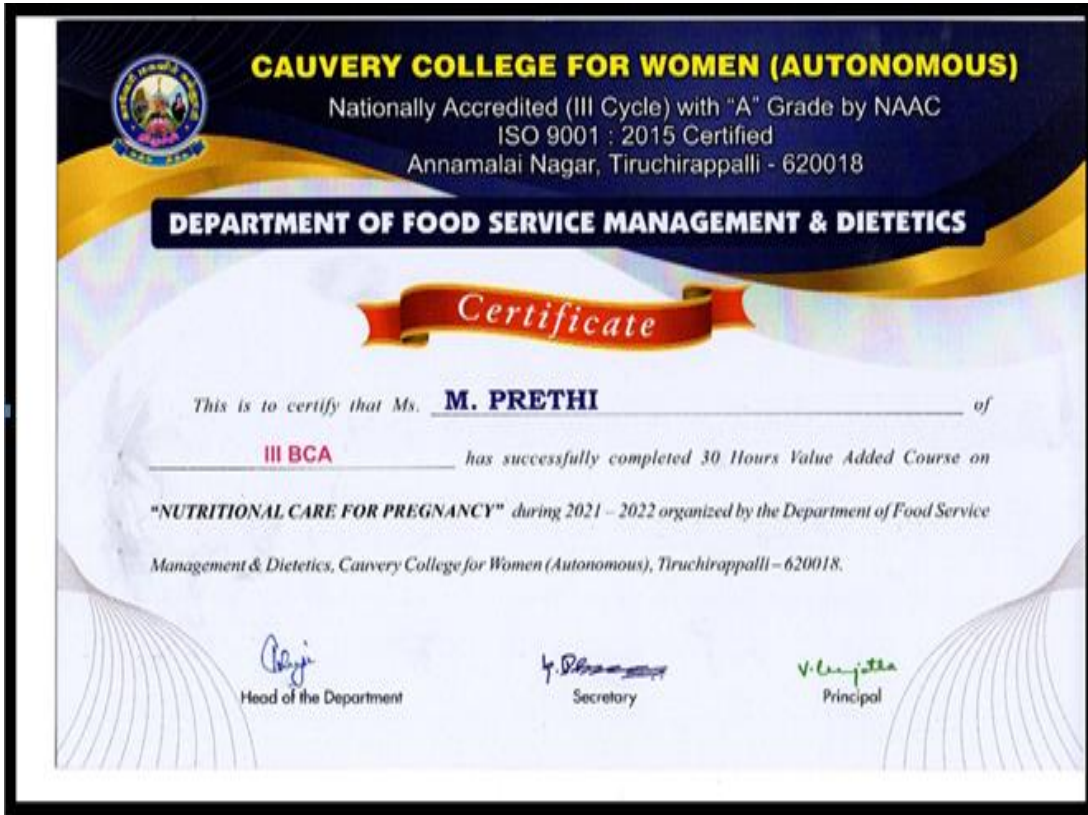 CAUVERY COLLEGE FOR WOMEN (AUTONOMOUS)
Nationally Accredited (III Cycle) with "A" Grade by NAAC
ISO 9001 : 2015 Certified
Annamalai Nagar, Tiruchirappalli - 620018
DEPARTMENT OF FOOD SERVICE MANAGEMENT & DIETETICS
Certificate
This is to certify that Ms. M. PRETHI of
III BCA has successfully completed 30 Hours Value Added Course on
"NUTRITIONAL CARE FOR PREGNANCY" during 2021 – 2022 organized by the Department of Food Service
Management & Dietetics, Cauvery College for Women (Autonomous), Tiruchirappalli – 620018.
Head of the Department
Secretary
Principal